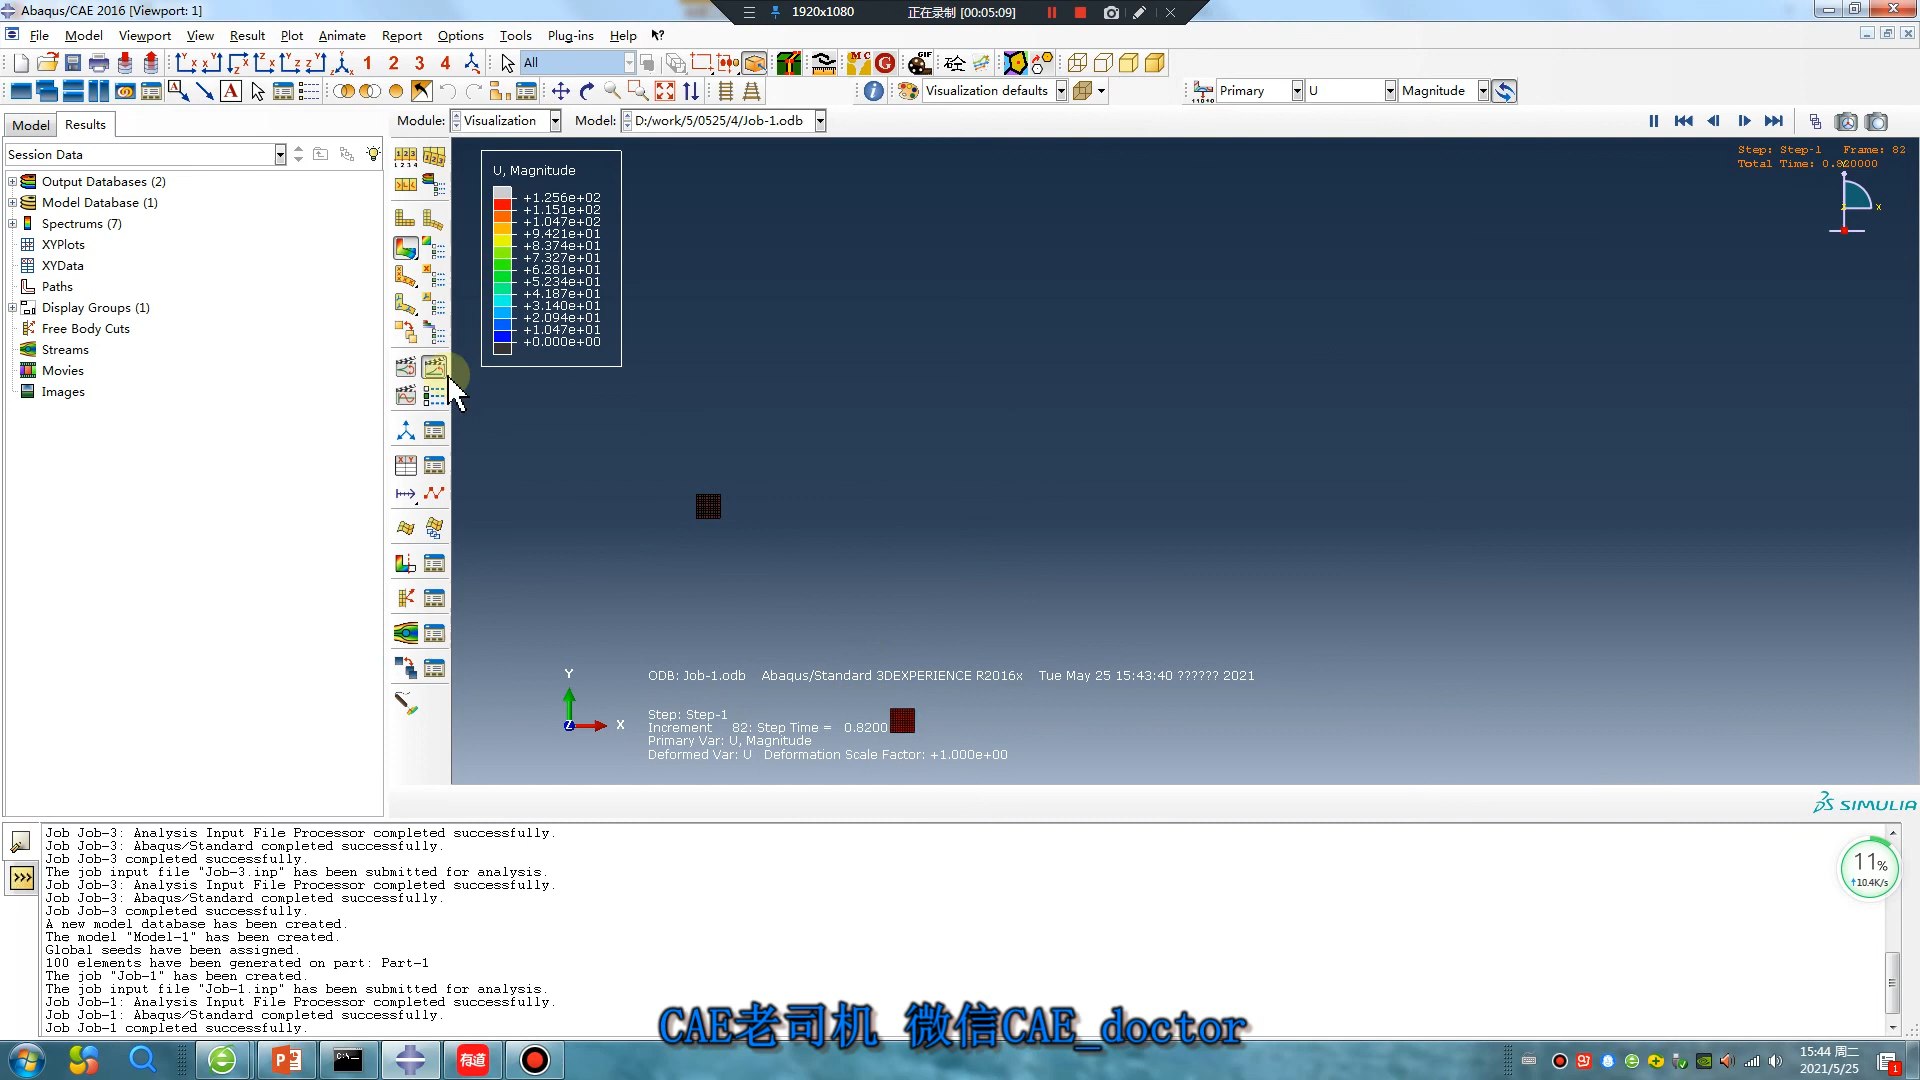 Abaqus/CAE 2016 [Viewport: 1]
1920x1080
正在录制 [00:05:09]
File Model Viewport View Result Plot Animate Report Options Tools Plug-ins Help
1 2 3 4
All
Visualization defaults
Primary
U
Magnitude
Model
Results
Module:
Visualization
Model:
D:/work/5/0525/4/Job-1.odb
Session Data
Output Databases (2)
Model Database (1)
Spectrums (7)
XYPlots
XYData
Paths
Display Groups (1)
Free Body Cuts
Streams
Movies
Images
U, Magnitude
+1.256e+02
+1.151e+02
+1.047e+02
+9.421e+01
+8.374e+01
+7.327e+01
+6.281e+01
+5.234e+01
+4.187e+01
+3.140e+01
+2.094e+01
+1.047e+01
+0.000e+00
Step: Step-1 Frame: 82
Total Time: 0.820000
X
Y
X
Z
ODB: Job-1.odb Abaqus/Standard 3DEXPERIENCE R2016x Tue May 25 15:43:40 ?????? 2021
Step: Step-1
Increment 82: Step Time = 0.8200
Primary Var: U, Magnitude
Deformed Var: U Deformation Scale Factor: +1.000e+00
SIMULIA
Job Job-3: Analysis Input File Processor completed successfully.
Job Job-3: Abaqus/Standard completed successfully.
Job Job-3 completed successfully.
The job input file "Job-3.inp" has been submitted for analysis.
Job Job-3: Analysis Input File Processor completed successfully.
Job Job-3: Abaqus/Standard completed successfully.
Job Job-3 completed successfully.
A new model database has been created.
The model "Model-1" has been created.
Global seeds have been assigned.
100 elements have been generated on part: Part-1
The job "Job-1" has been created.
The job input file "Job-1.inp" has been submitted for analysis.
Job Job-1: Analysis Input File Processor completed successfully.
Job Job-1: Abaqus/Standard completed successfully.
Job Job-1 completed successfully.
11%
10.4K/s
CAE老司机 微信CAE_doctor
有道
15:44 周二
2021/5/25